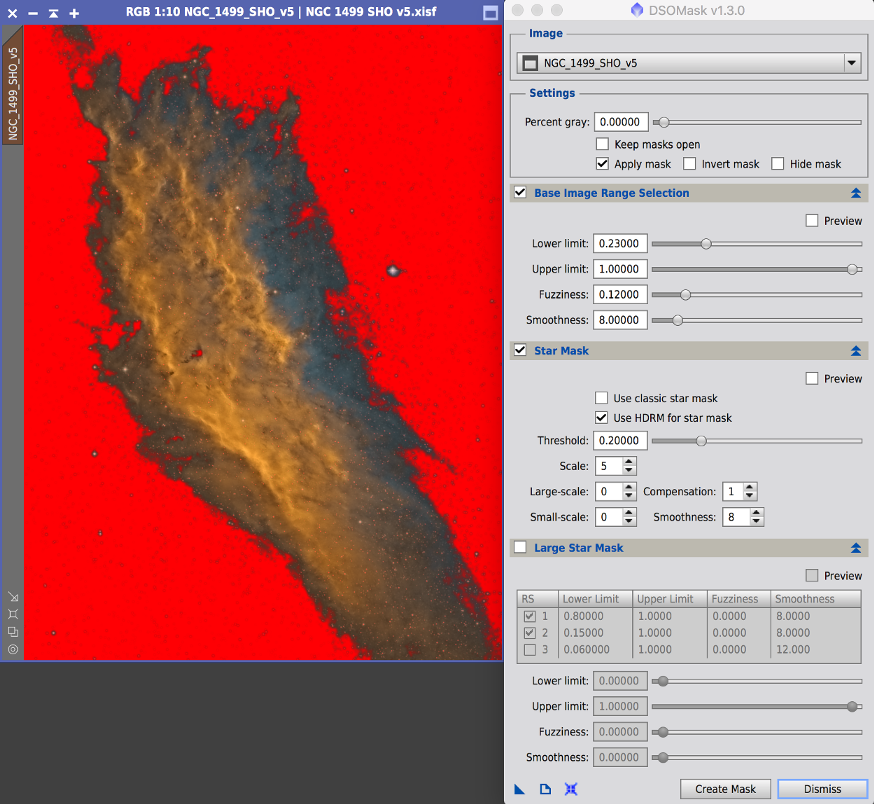 RGB 1:10 NGC_1499_SHO_v5 | NGC 1499 SHO v5.xisf
NGC_1499_SHO_v5
DSOMask v1.3.0
Image
NGC_1499_SHO_v5
Settings
Percent gray: 0.00000
Keep masks open
Apply mask Invert mask Hide mask
Base Image Range Selection
Preview
Lower limit: 0.23000
Upper limit: 1.00000
Fuzziness: 0.12000
Smoothness: 8.00000
Star Mask
Preview
Use classic star mask
Use HDRM for star mask
Threshold: 0.20000
Scale: 5
Large-scale: 0 Compensation: 1
Small-scale: 0 Smoothness: 8
Large Star Mask
Preview
RS Lower Limit Upper Limit Fuzziness Smoothness
1 0.80000 1.0000 0.0000 8.0000
2 0.15000 1.0000 0.0000 8.0000
3 0.060000 1.0000 0.0000 12.000
Lower limit: 0.00000
Upper limit: 1.00000
Fuzziness: 0.00000
Smoothness: 0.00000
Create Mask Dismiss